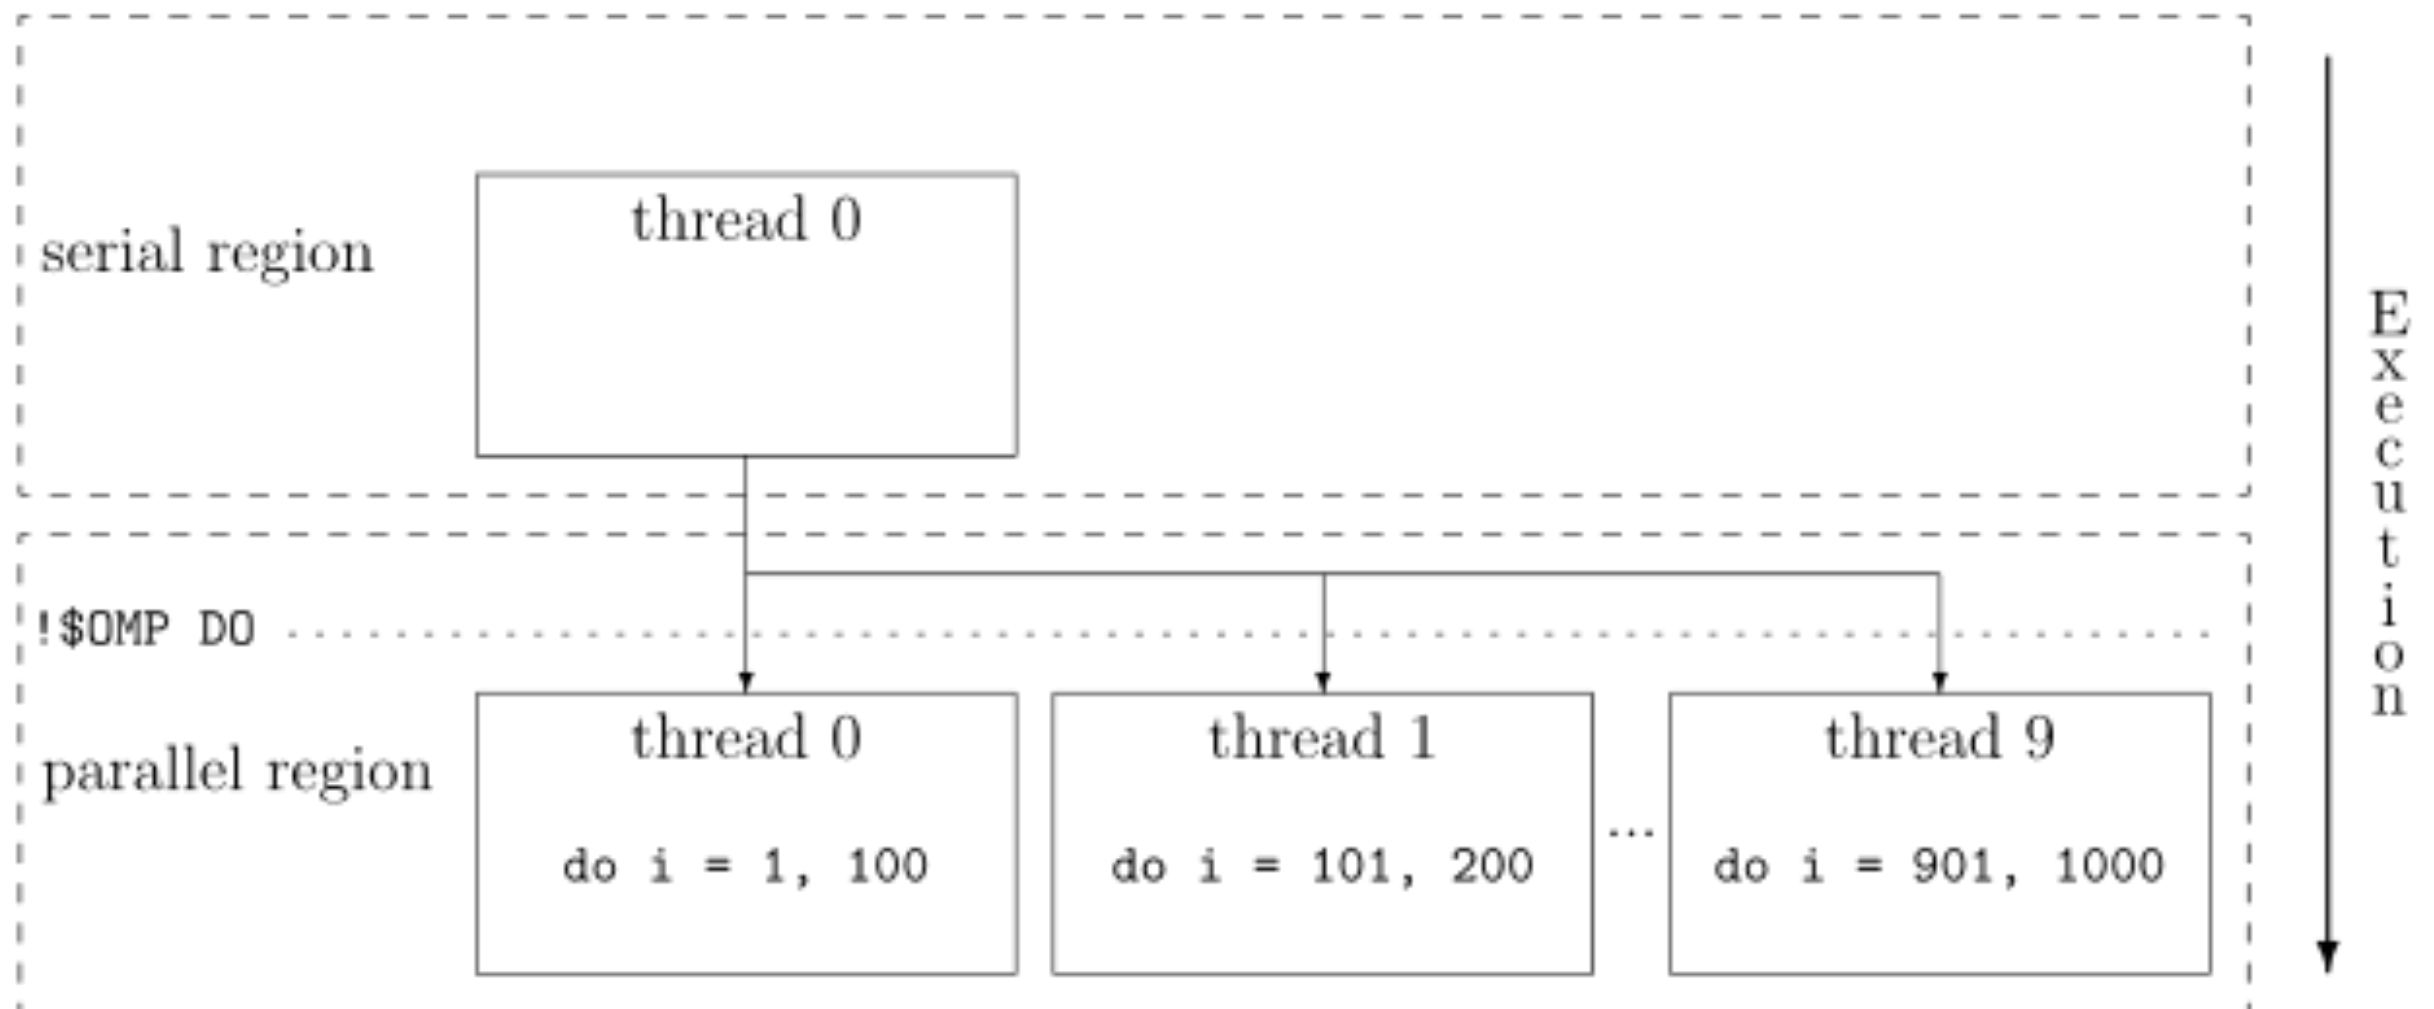 thread 0
serial region
Execution
!$OMP DO
thread 0
thread 1
thread 9
parallel region
...
do i = 1, 100
do i = 101, 200
do i = 901, 1000